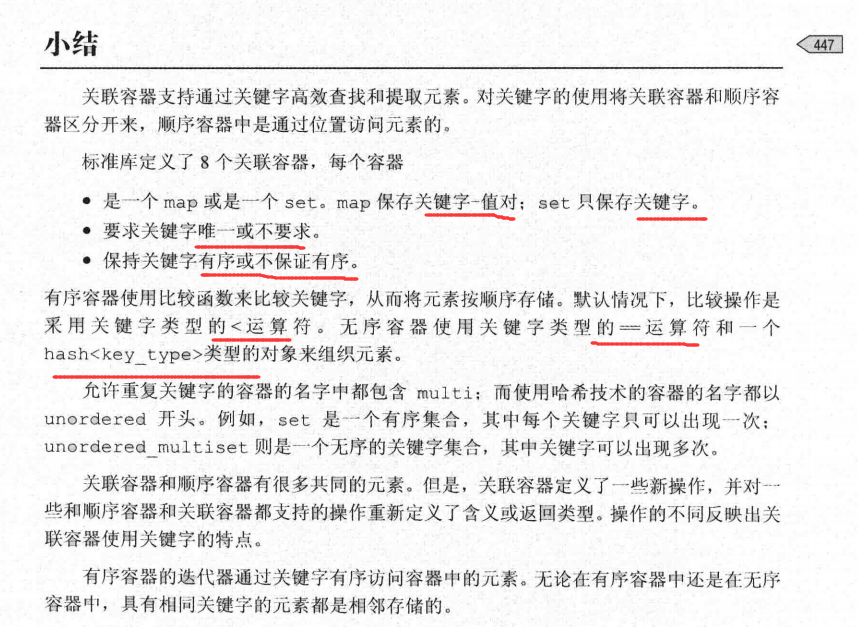 小结
447
关联容器支持通过关键字高效查找和提取元素。对关键字的使用将关联容器和顺序容
器区分开来，顺序容器中是通过位置访问元素的。
标准库定义了 8 个关联容器，每个容器
• 是一个 map 或是一个 set。map 保存关键字-值对；set 只保存关键字。
• 要求关键字唯一或不要求。
• 保持关键字有序或不保证有序。
有序容器使用比较函数来比较关键字，从而将元素按顺序存储。默认情况下，比较操作是
采用关键字类型的<运算符。无序容器使用关键字类型的==运算符和一个
hash<key_type>类型的对象来组织元素。
允许重复关键字的容器的名字中都包含 multi；而使用哈希技术的容器的名字都以
unordered 开头。例如，set 是一个有序集合，其中每个关键字只可以出现一次；
unordered_multiset 则是一个无序的关键字集合，其中关键字可以出现多次。
关联容器和顺序容器有很多共同的元素。但是，关联容器定义了一些新操作，并对一
些和顺序容器和关联容器都支持的操作重新定义了含义或返回类型。操作的不同反映出关
联容器使用关键字的特点。
有序容器的迭代器通过关键字有序访问容器中的元素。无论在有序容器中还是在无序
容器中，具有相同关键字的元素都是相邻存储的。